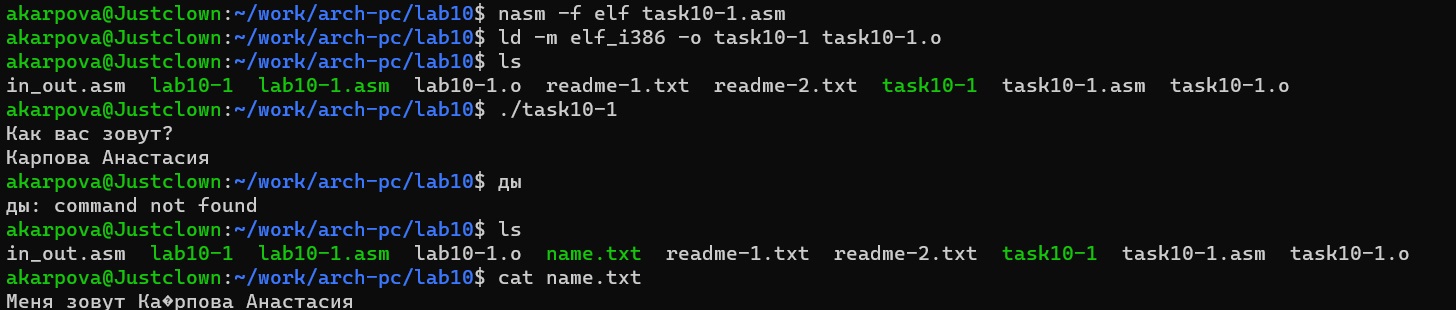 akarpova@Justclown:~/work/arch-pc/lab10$ nasm -f elf task10-1.asm
akarpova@Justclown:~/work/arch-pc/lab10$ ld -m elf_i386 -o task10-1 task10-1.o
akarpova@Justclown:~/work/arch-pc/lab10$ ls
in_out.asm  lab10-1  lab10-1.asm  lab10-1.o  readme-1.txt  readme-2.txt  task10-1  task10-1.asm  task10-1.o
akarpova@Justclown:~/work/arch-pc/lab10$ ./task10-1
Как вас зовут?
Карпова Анастасия
akarpova@Justclown:~/work/arch-pc/lab10$ ды
ды: command not found
akarpova@Justclown:~/work/arch-pc/lab10$ ls
in_out.asm  lab10-1  lab10-1.asm  lab10-1.o  name.txt  readme-1.txt  readme-2.txt  task10-1  task10-1.asm  task10-1.o
akarpova@Justclown:~/work/arch-pc/lab10$ cat name.txt
Меня зовут Ка�рпова Анастасия